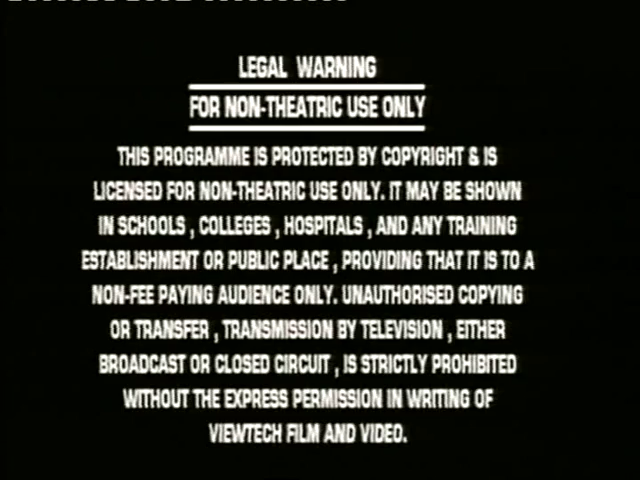 LEGAL WARNING
FOR NON-THEATRIC USE ONLY
THIS PROGRAMME IS PROTECTED BY COPYRIGHT & IS
LICENSED FOR NON-THEATRIC USE ONLY. IT MAY BE SHOWN
IN SCHOOLS , COLLEGES , HOSPITALS , AND ANY TRAINING
ESTABLISHMENT OR PUBLIC PLACE , PROVIDING THAT IT IS TO A
NON-FEE PAYING AUDIENCE ONLY. UNAUTHORISED COPYING
OR TRANSFER , TRANSMISSION BY TELEVISION , EITHER
BROADCAST OR CLOSED CIRCUIT , IS STRICTLY PROHIBITED
WITHOUT THE EXPRESS PERMISSION IN WRITING OF
VIEWTECH FILM AND VIDEO.